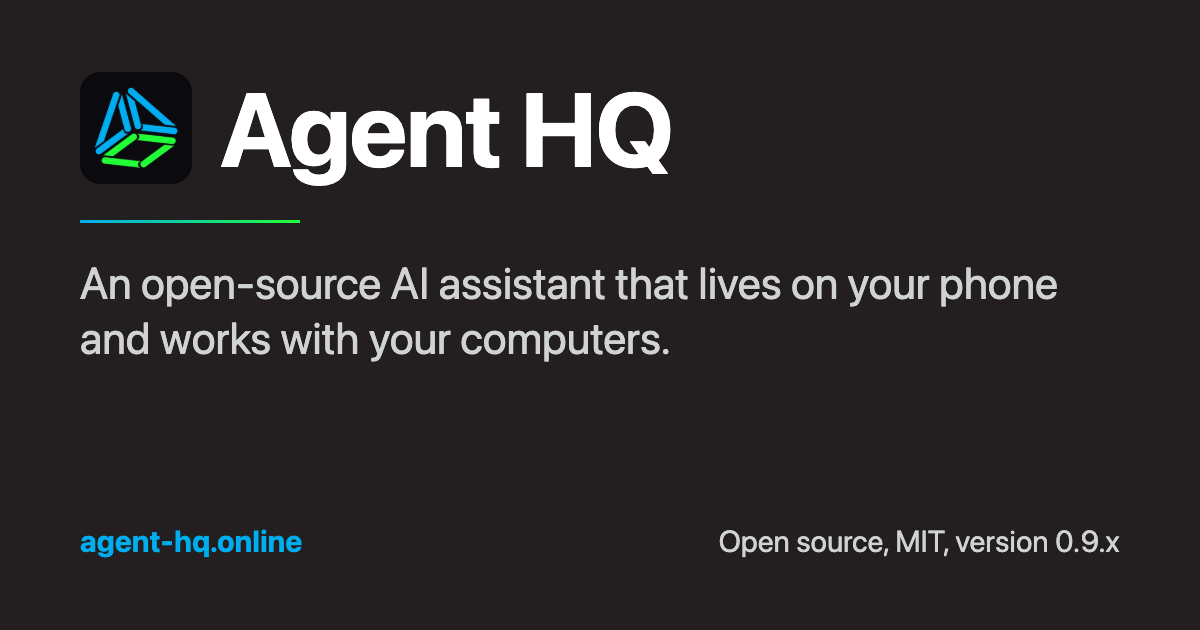 Agent HQ
An open-source AI assistant that lives on your phone
and works with your computers.
agent-hq.online
Open source, MIT, version 0.9.x